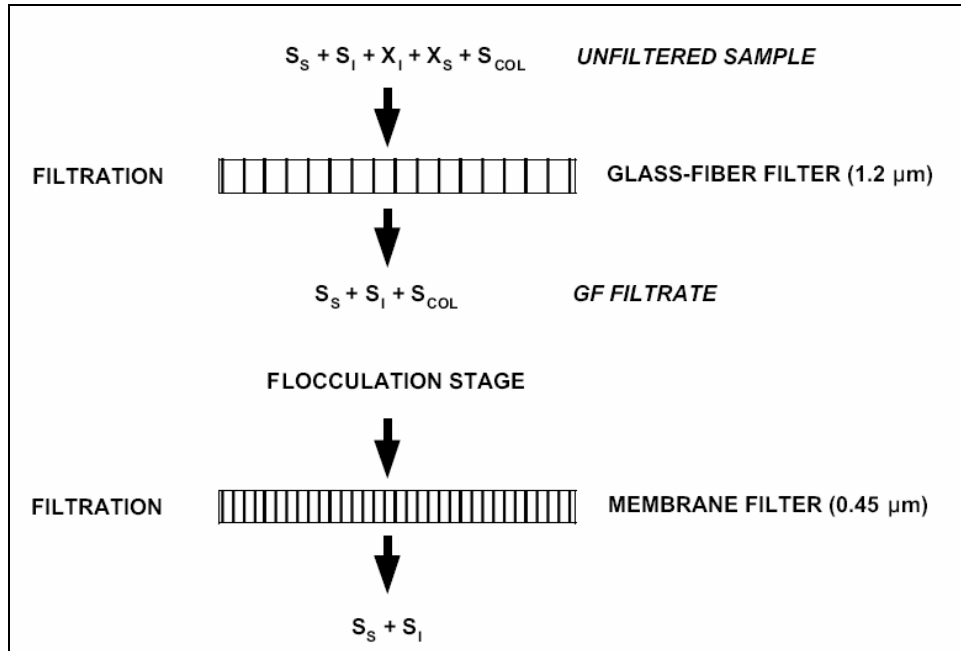 S_S + S_I + X_I + X_S + S_COL UNFILTERED SAMPLE
FILTRATION GLASS-FIBER FILTER (1.2 µm)
S_S + S_I + S_COL GF FILTRATE
FLOCCULATION STAGE
FILTRATION MEMBRANE FILTER (0.45 µm)
S_S + S_I